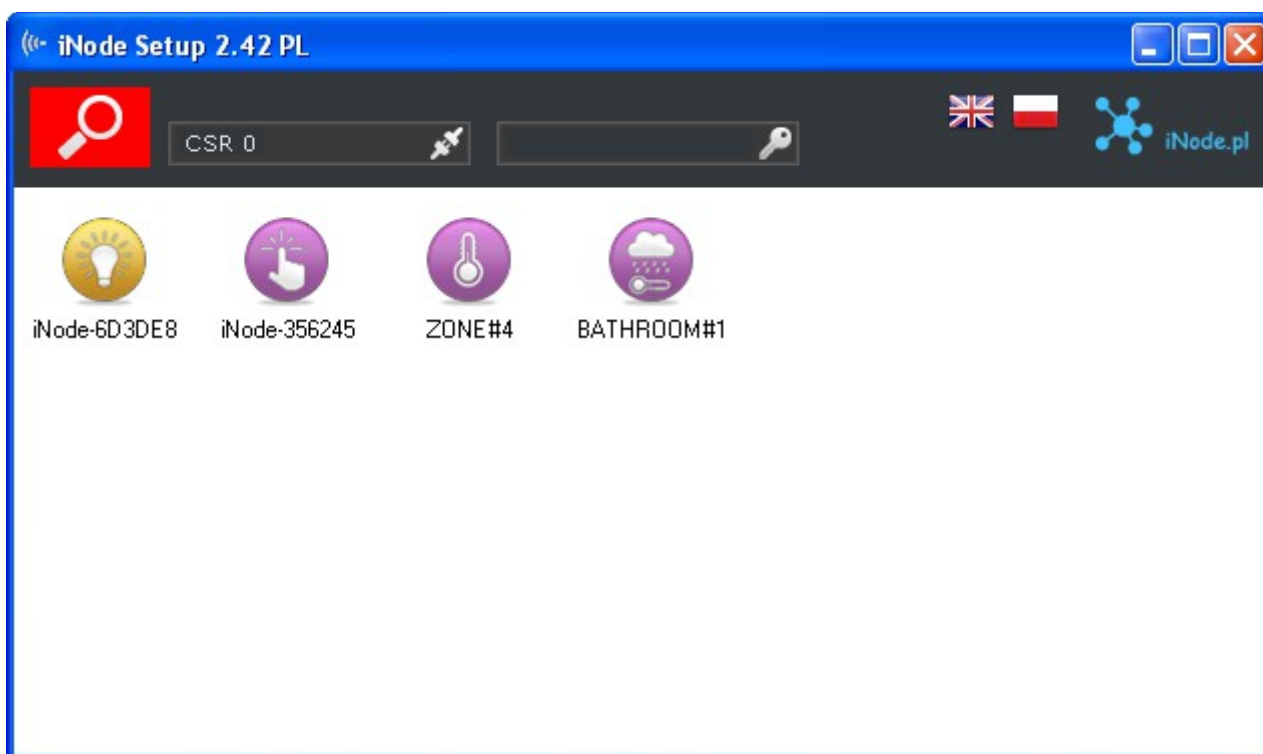 iNode Setup 2.42 PL
CSR 0
iNode.pl
iNode-6D3DE8 iNode-356245 ZONE#4 BATHROOM#1